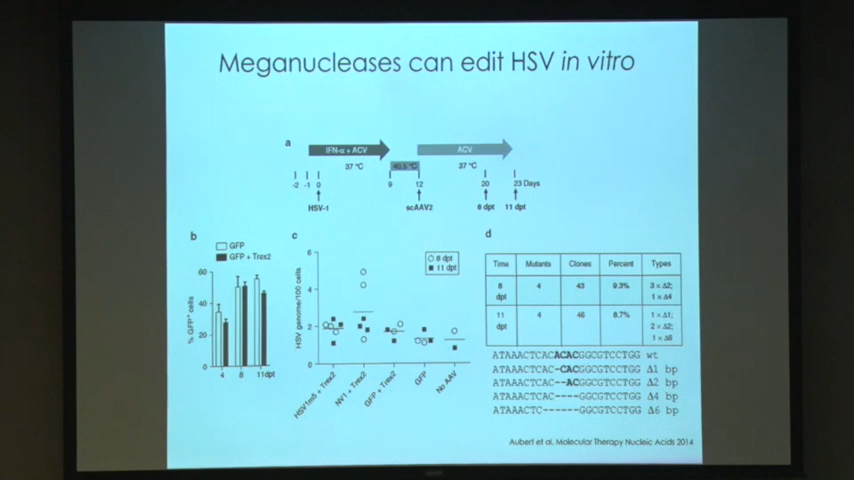 Meganucleases can edit HSV in vitro
a
IFN-α + ACV
ACV
37 °C
40.5 °C
37 °C
-2 -1 0 9 12 20 23 Days
HSV-1
scAAV2
8 dpt
11 dpt
b
GFP
GFP + Trex2
% GFP⁺ cells
60
40
20
0
4 8 11dpt
c
8 dpt
11 dpt
HSV genome/100 cells
6
4
2
0
HSV1m5 + Trex2
NV1 + Trex2
GFP + Trex2
GFP
No AAV
d
Time Mutants Clones Percent Types
8 dpt 4 43 9.3% 3 × Δ2; 1 × Δ4
11 dpt 4 46 8.7% 1 × Δ1; 2 × Δ2; 1 × Δ6
ATAAACTCACACACGGCGTCCTGG wt
ATAAACTCAC-CACGGCGTCCTGG Δ1 bp
ATAAACTCAC--ACGGCGTCCTGG Δ2 bp
ATAAACTCAC----GGCGTCCTGG Δ4 bp
ATAAACTC------GGCGTCCTGG Δ6 bp
Aubert et al, Molecular Therapy Nucleic Acids 2014